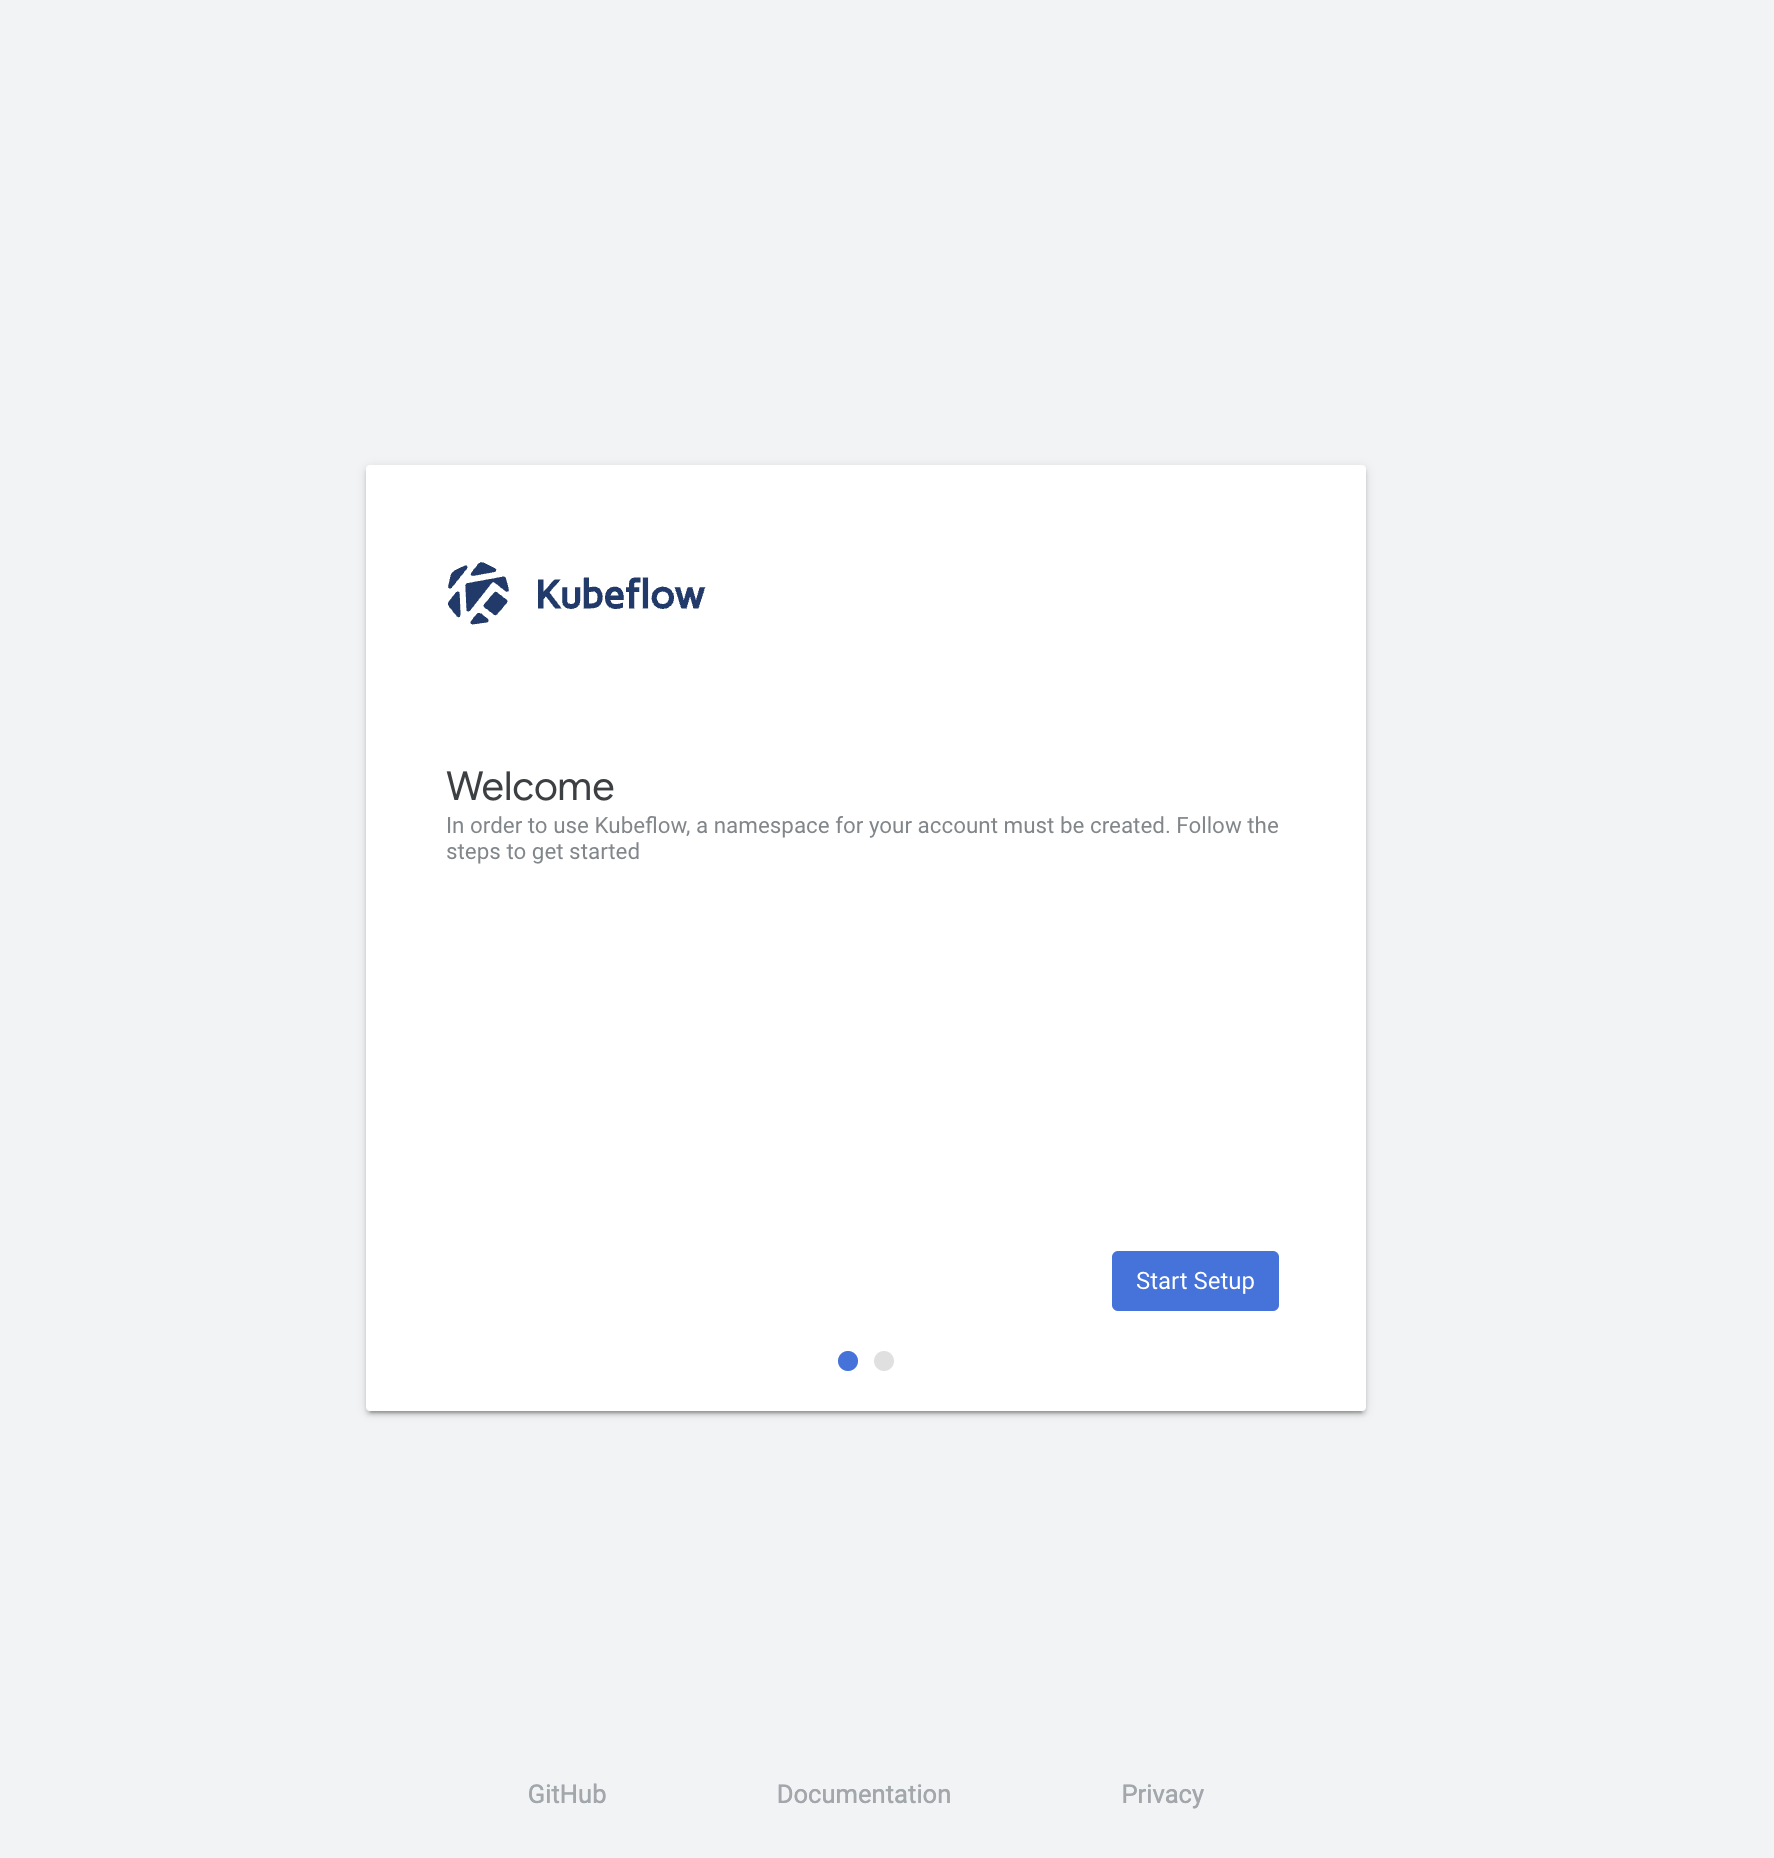 Kubeflow
Welcome
In order to use Kubeflow, a namespace for your account must be created. Follow the
steps to get started
Start Setup
GitHub
Documentation
Privacy